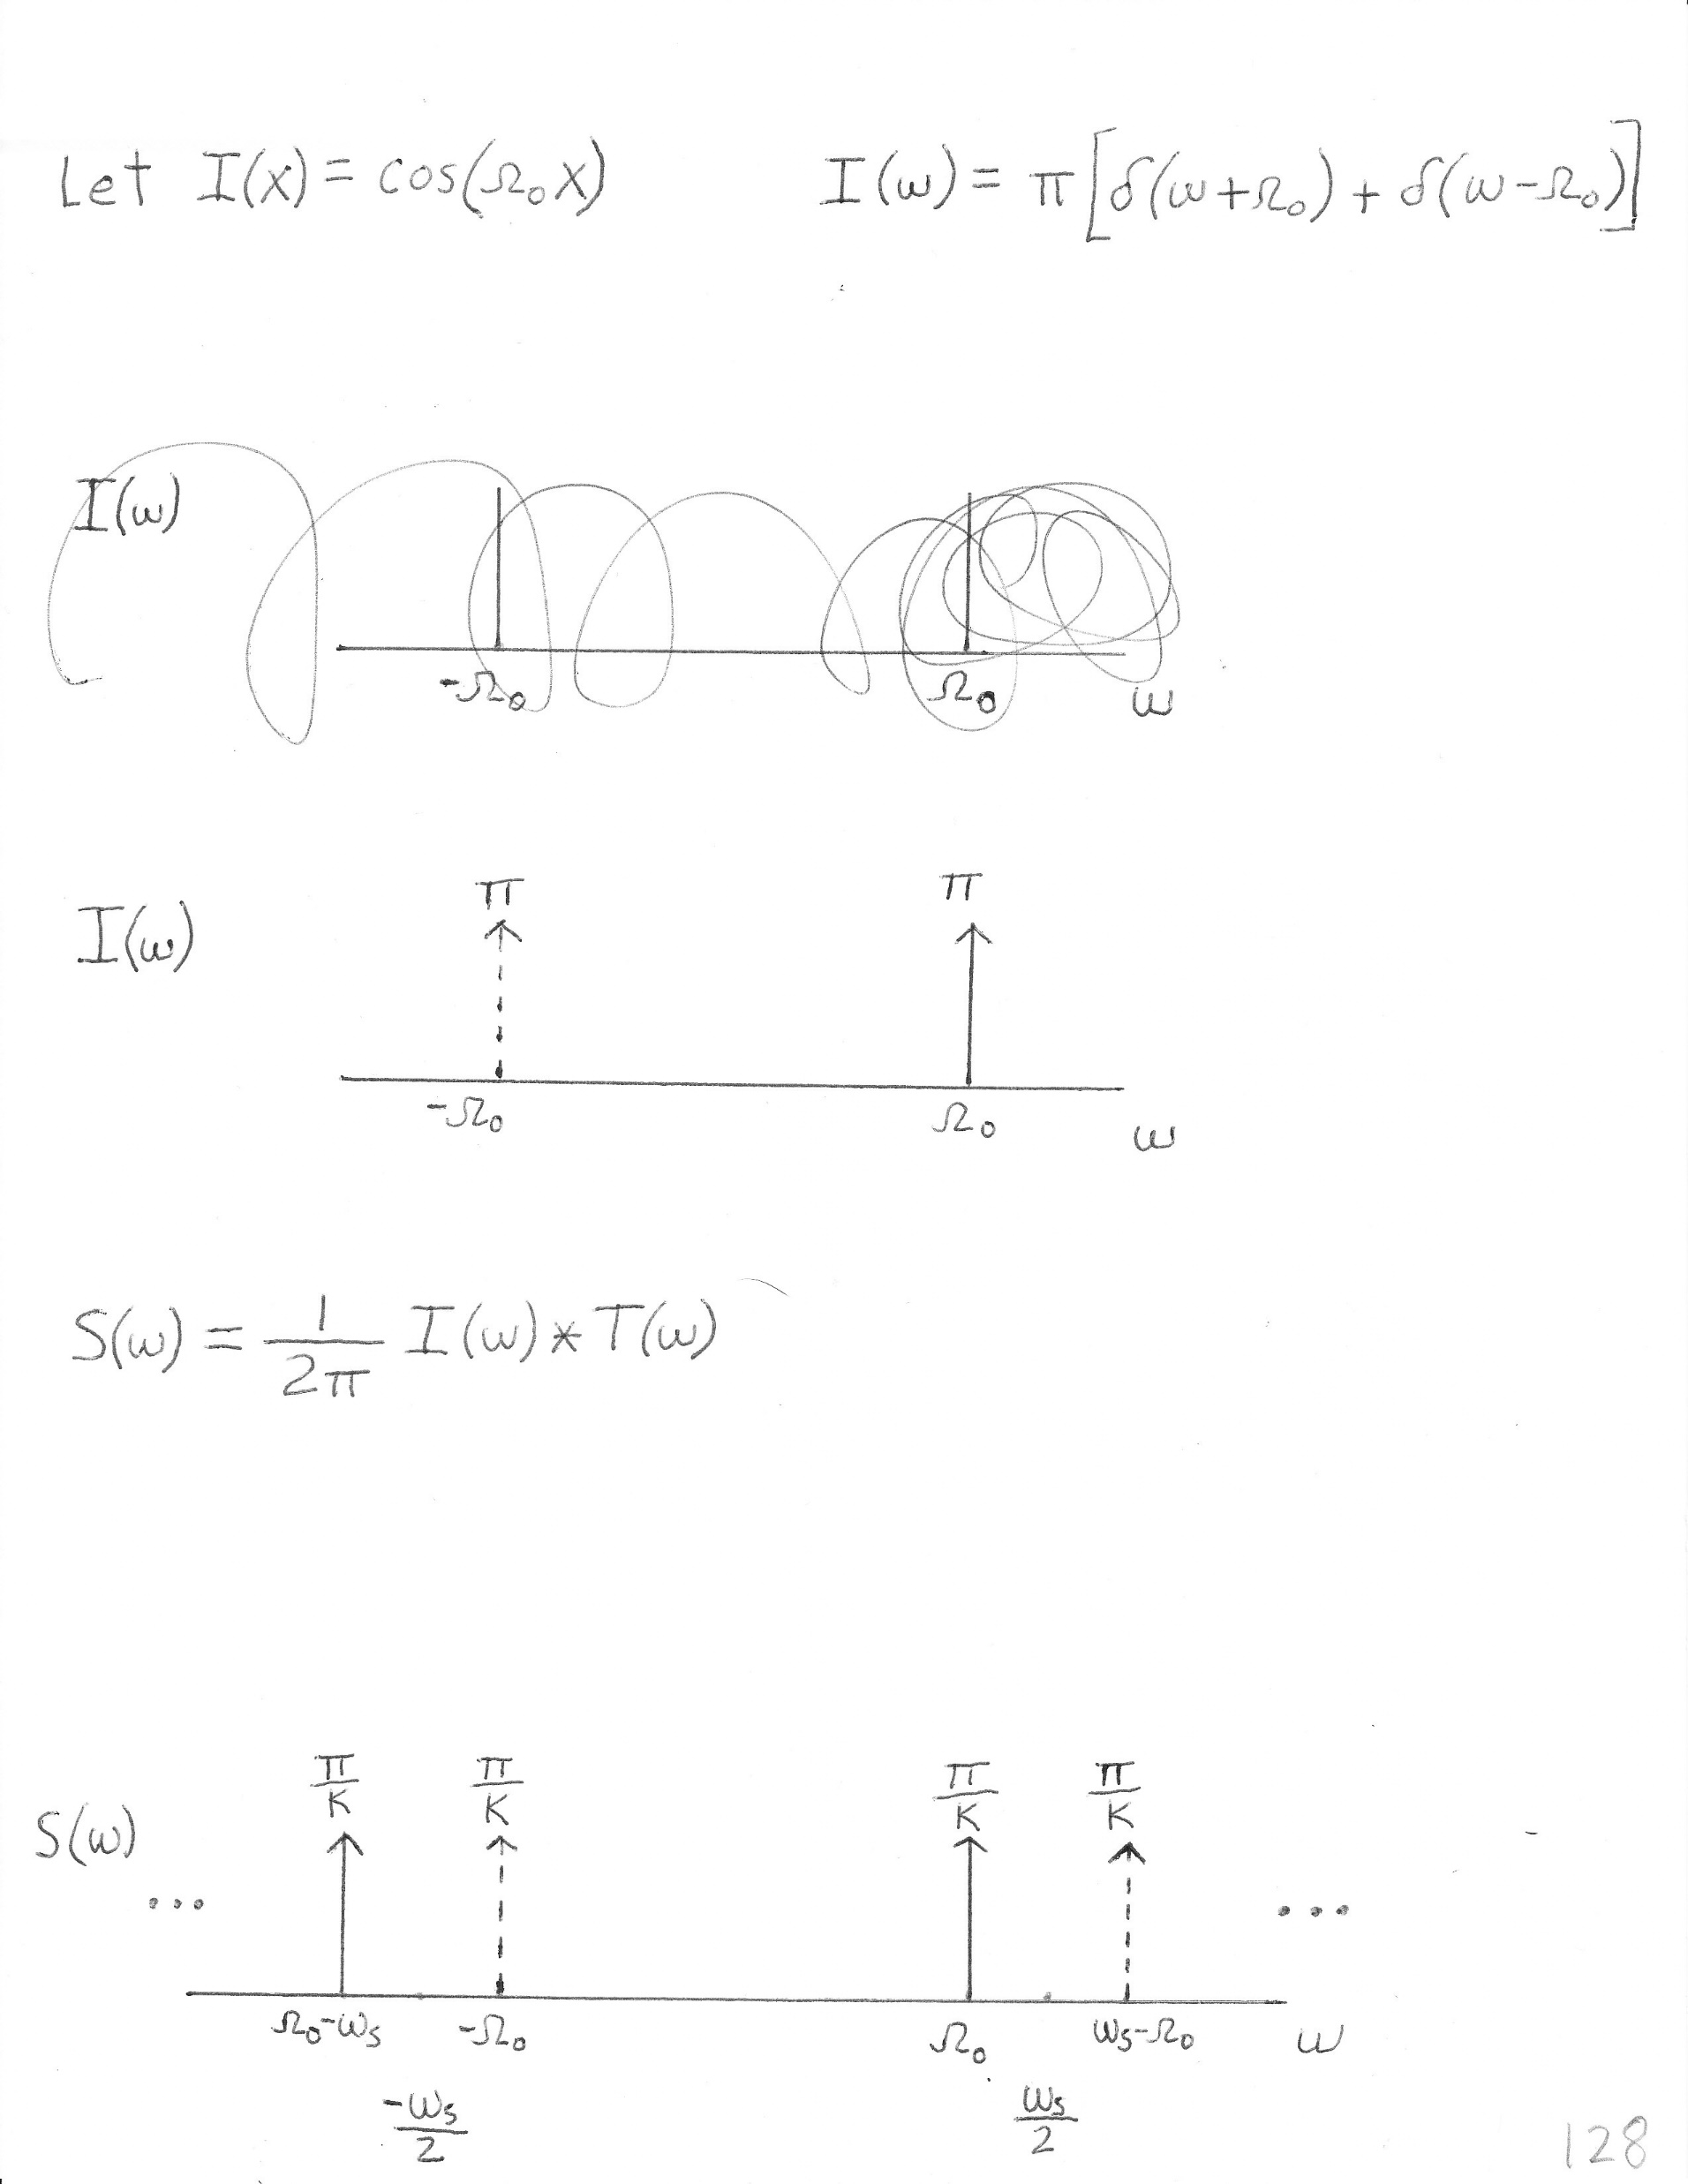 Let I(x) = cos(Ω₀x) I(ω) = π[δ(ω+Ω₀) + δ(ω-Ω₀)]
I(ω)
-Ω₀ Ω₀ ω
π π
I(ω)
-Ω₀ Ω₀ ω
S(ω) = 1/2π I(ω) * T(ω)
π/K π/K π/K π/K
S(ω)
... ...
Ω₀-ωs -Ω₀ Ω₀ ωs-Ω₀ ω
-ωs/2 ωs/2
128